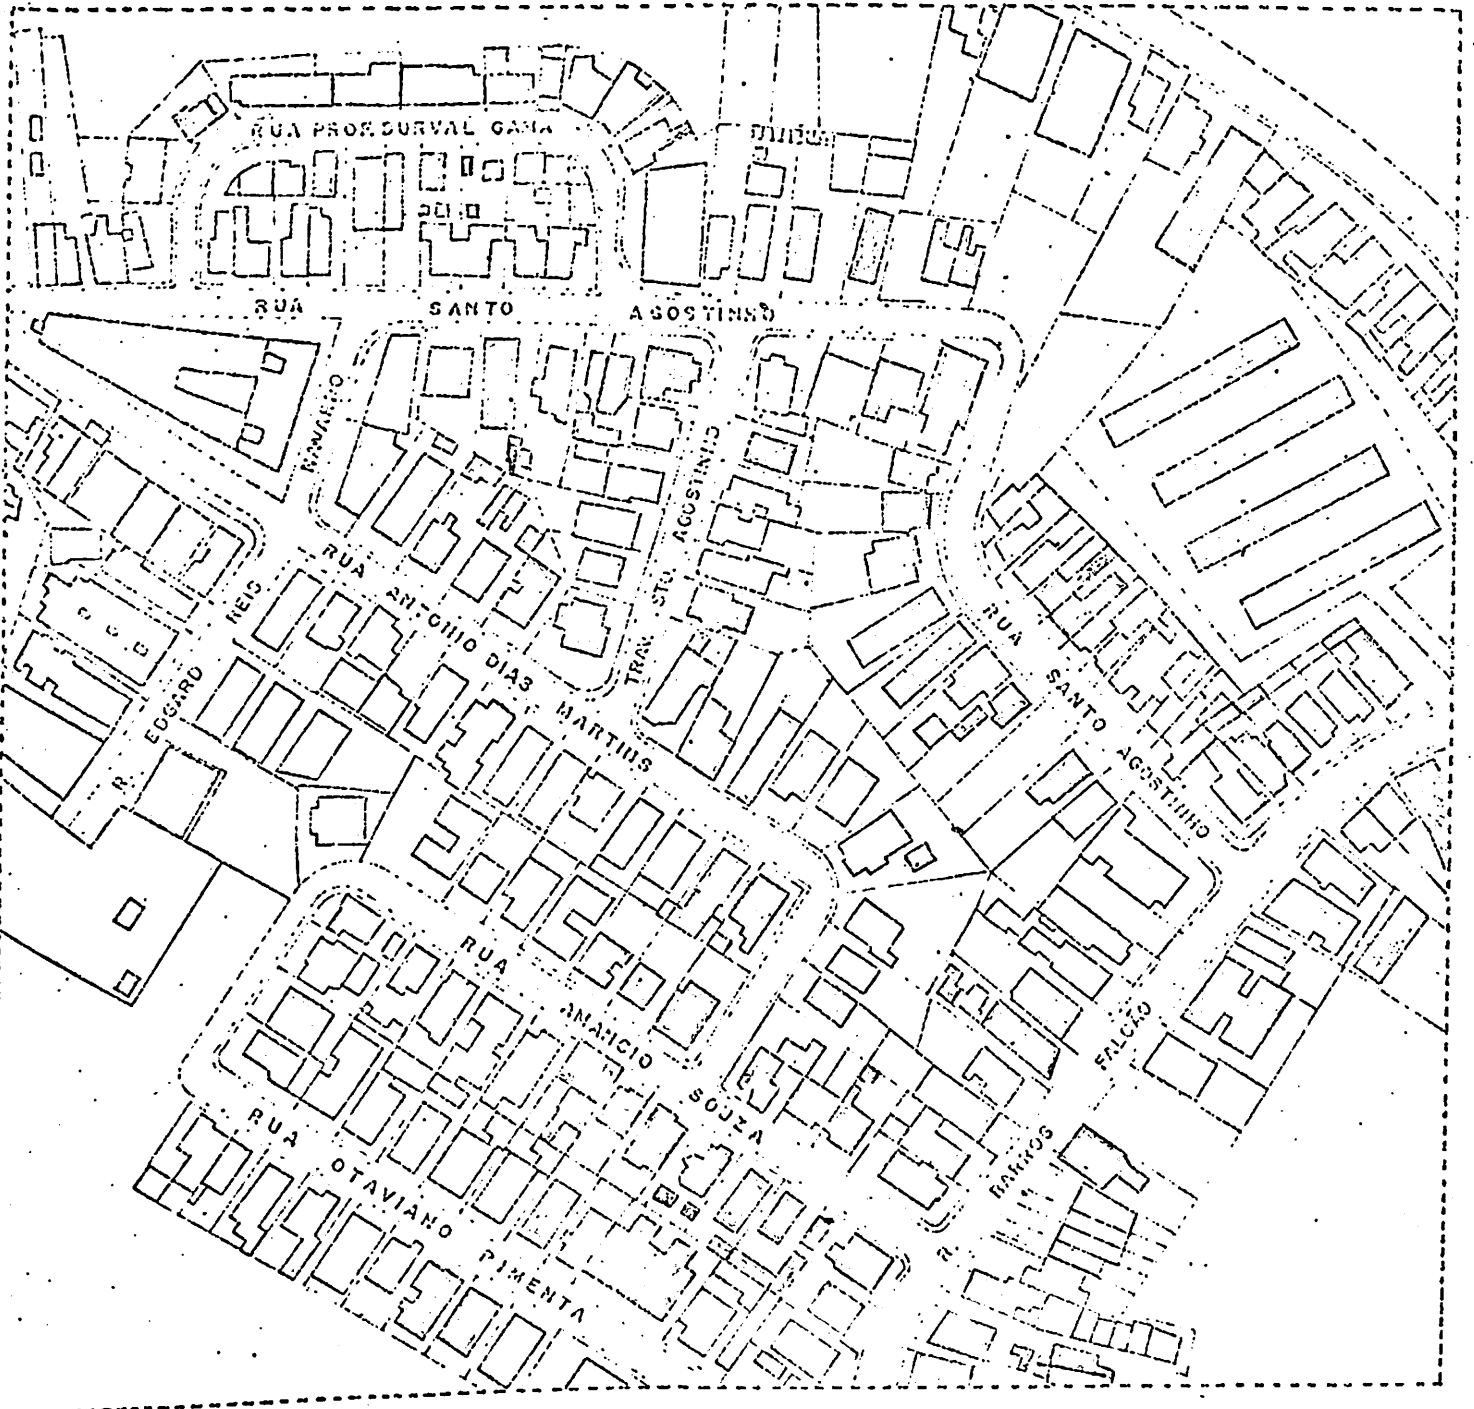 RUA PROF. DURVAL GAMA
RUA SANTO AGOSTINHO
TRAV. STO. AGOSTINHO
RUA ANTONIO DIAS MARTINS
R. EDGARD REIS
RUA SANTO AGOSTINHO
RUA AMANCIO SOUZA
R. BARROS FALCÃO
RUA OTAVIANO PIMENTA